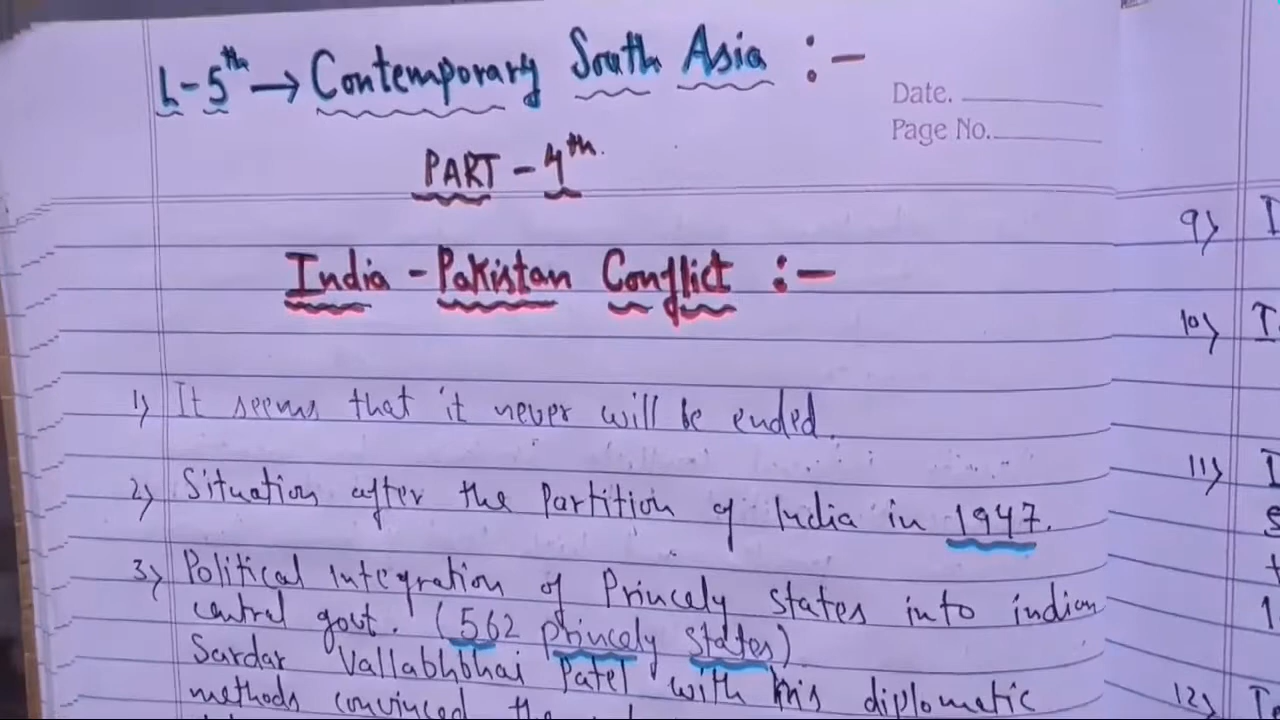 L-5th → Contemporary South Asia :-
Date.
Page No.
PART - 4th.
India - Pakistan Conflict :-
1) It seems that it never will be ended.
2) Situation after the Partition of India in 1947.
3) Political Integration of Princely states into indian
central govt. (562 princely states)
Sardar Vallabhbhai Patel with his diplomatic
methods convinced the
9)
10)
11)
12)